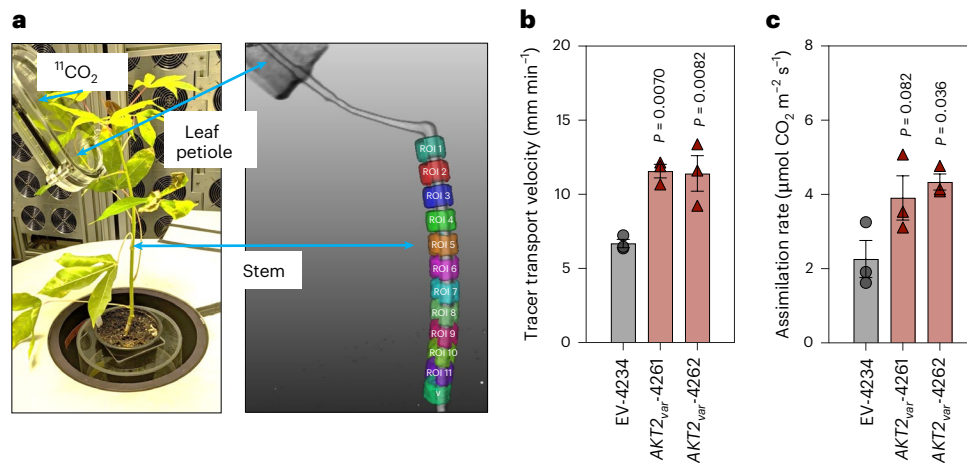 a
¹¹CO₂
Leaf
petiole
Stem
ROI 1
ROI 2
ROI 3
ROI 4
ROI 5
ROI 6
ROI 7
ROI 8
ROI 9
ROI 10
ROI 11
b
Tracer transport velocity (mm min⁻¹)
20
15
10
5
0
P = 0.0070
P = 0.0082
EV-4234
AKT2var-4261
AKT2var-4262
c
Assimilation rate (µmol CO₂ m⁻² s⁻¹)
8
6
4
2
0
P = 0.082
P = 0.036
EV-4234
AKT2var-4261
AKT2var-4262